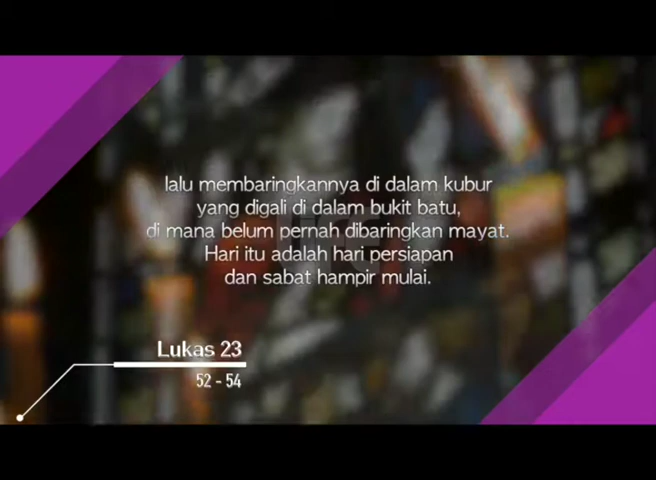 lalu membaringkannya di dalam kubur
yang digali di dalam bukit batu,
di mana belum pernah dibaringkan mayat.
Hari itu adalah hari persiapan
dan sabat hampir mulai.
Lukas 23
52 - 54